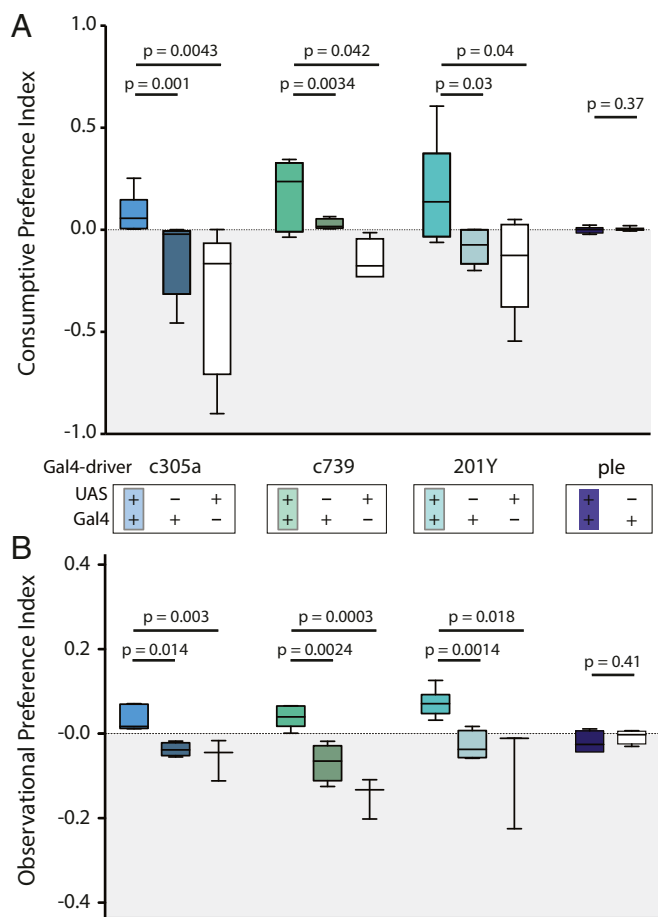 A
1.0
p = 0.0043
p = 0.042
p = 0.04
p = 0.001
p = 0.0034
p = 0.03
p = 0.37
0.5
0.0
-0.5
-1.0
Consumptive Preference Index
Gal4-driver c305a c739 201Y ple
UAS + − + + − + + − + + −
Gal4 + + − + + − + + − + +
B
0.4
p = 0.003
p = 0.0003
p = 0.018
p = 0.014
p = 0.0024
p = 0.0014
p = 0.41
0.2
-0.0
-0.2
-0.4
Observational Preference Index